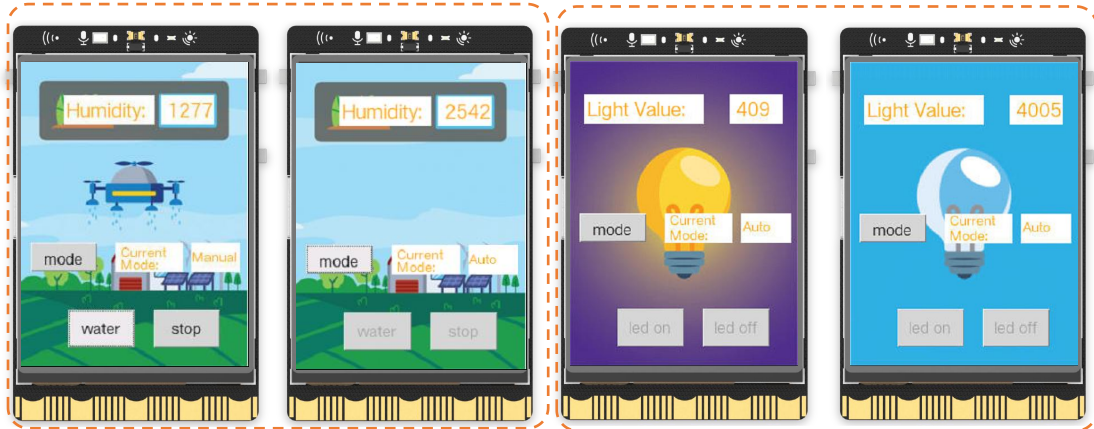 Humidity: 1277
mode
Current Mode:
Manual
water
stop
Humidity: 2542
mode
Current Mode:
Auto
water
stop
Light Value: 409
mode
Current Mode:
Auto
led on
led off
Light Value: 4005
mode
Current Mode:
Auto
led on
led off